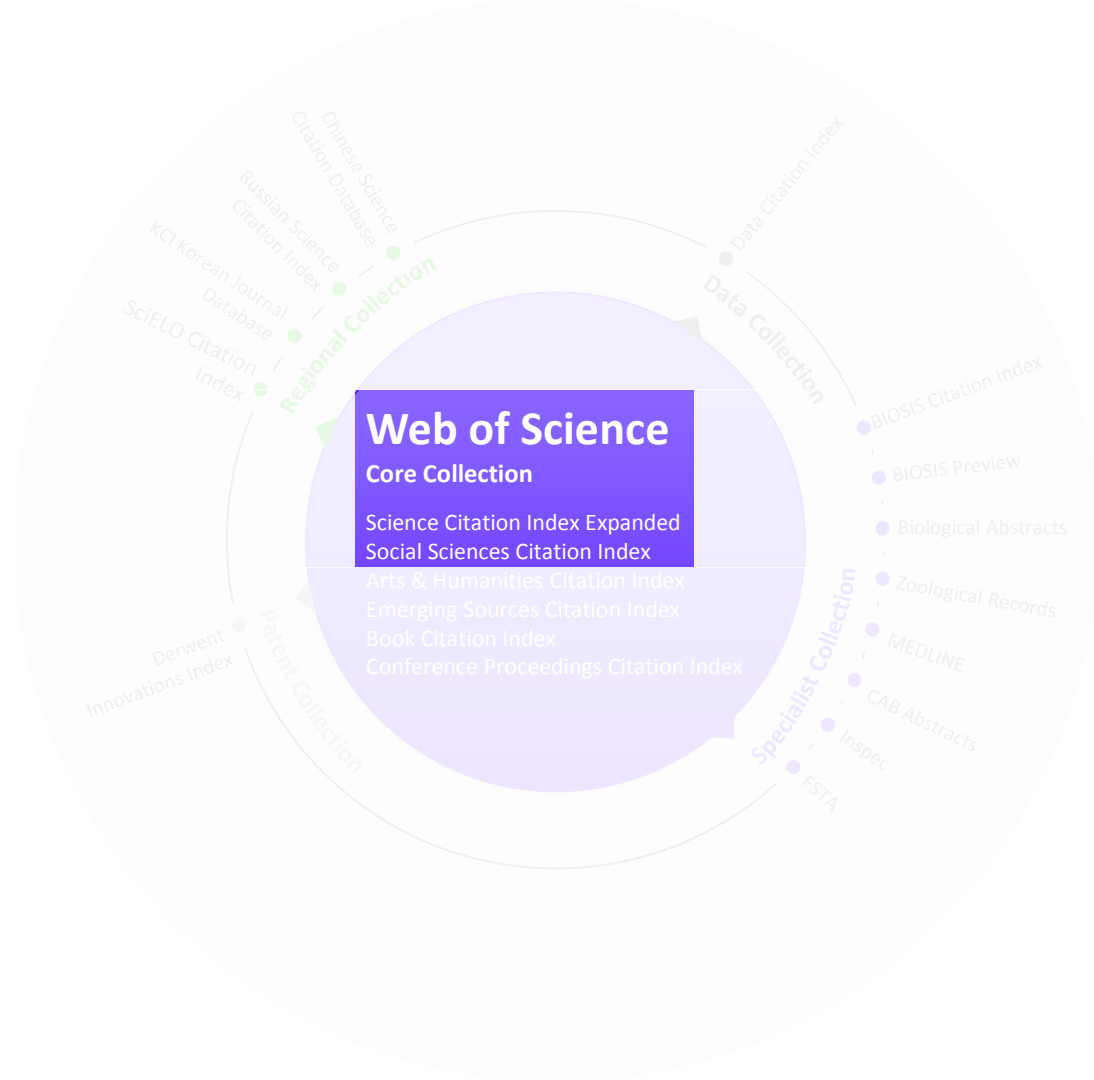 Chinese Science
Citation Database
Russian Science
Citation Index
KCI Korean Journal
Database
SciELO Citation
Index
Regional Collection
Data Citation Index
Data Collection
Web of Science
Core Collection
Science Citation Index Expanded
Social Sciences Citation Index
Arts & Humanities Citation Index
Emerging Sources Citation Index
Book Citation Index
Conference Proceedings Citation Index
BIOSIS Citation Index
BIOSIS Preview
Biological Abstracts
Zoological Records
MEDLINE
CAB Abstracts
Inspec
FSTA
Specialist Collection
Derwent
Innovations Index
Patent Collection